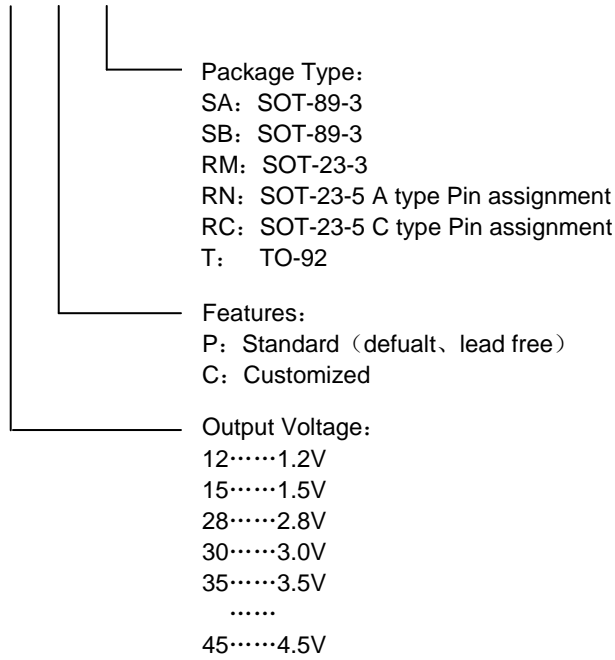 Package Type：
SA：SOT-89-3
SB：SOT-89-3
RM：SOT-23-3
RN：SOT-23-5 A type Pin assignment
RC：SOT-23-5 C type Pin assignment
T： TO-92
Features：
P：Standard（defualt、lead free）
C：Customized
Output Voltage：
12……1.2V
15……1.5V
28……2.8V
30……3.0V
35……3.5V
……
45……4.5V